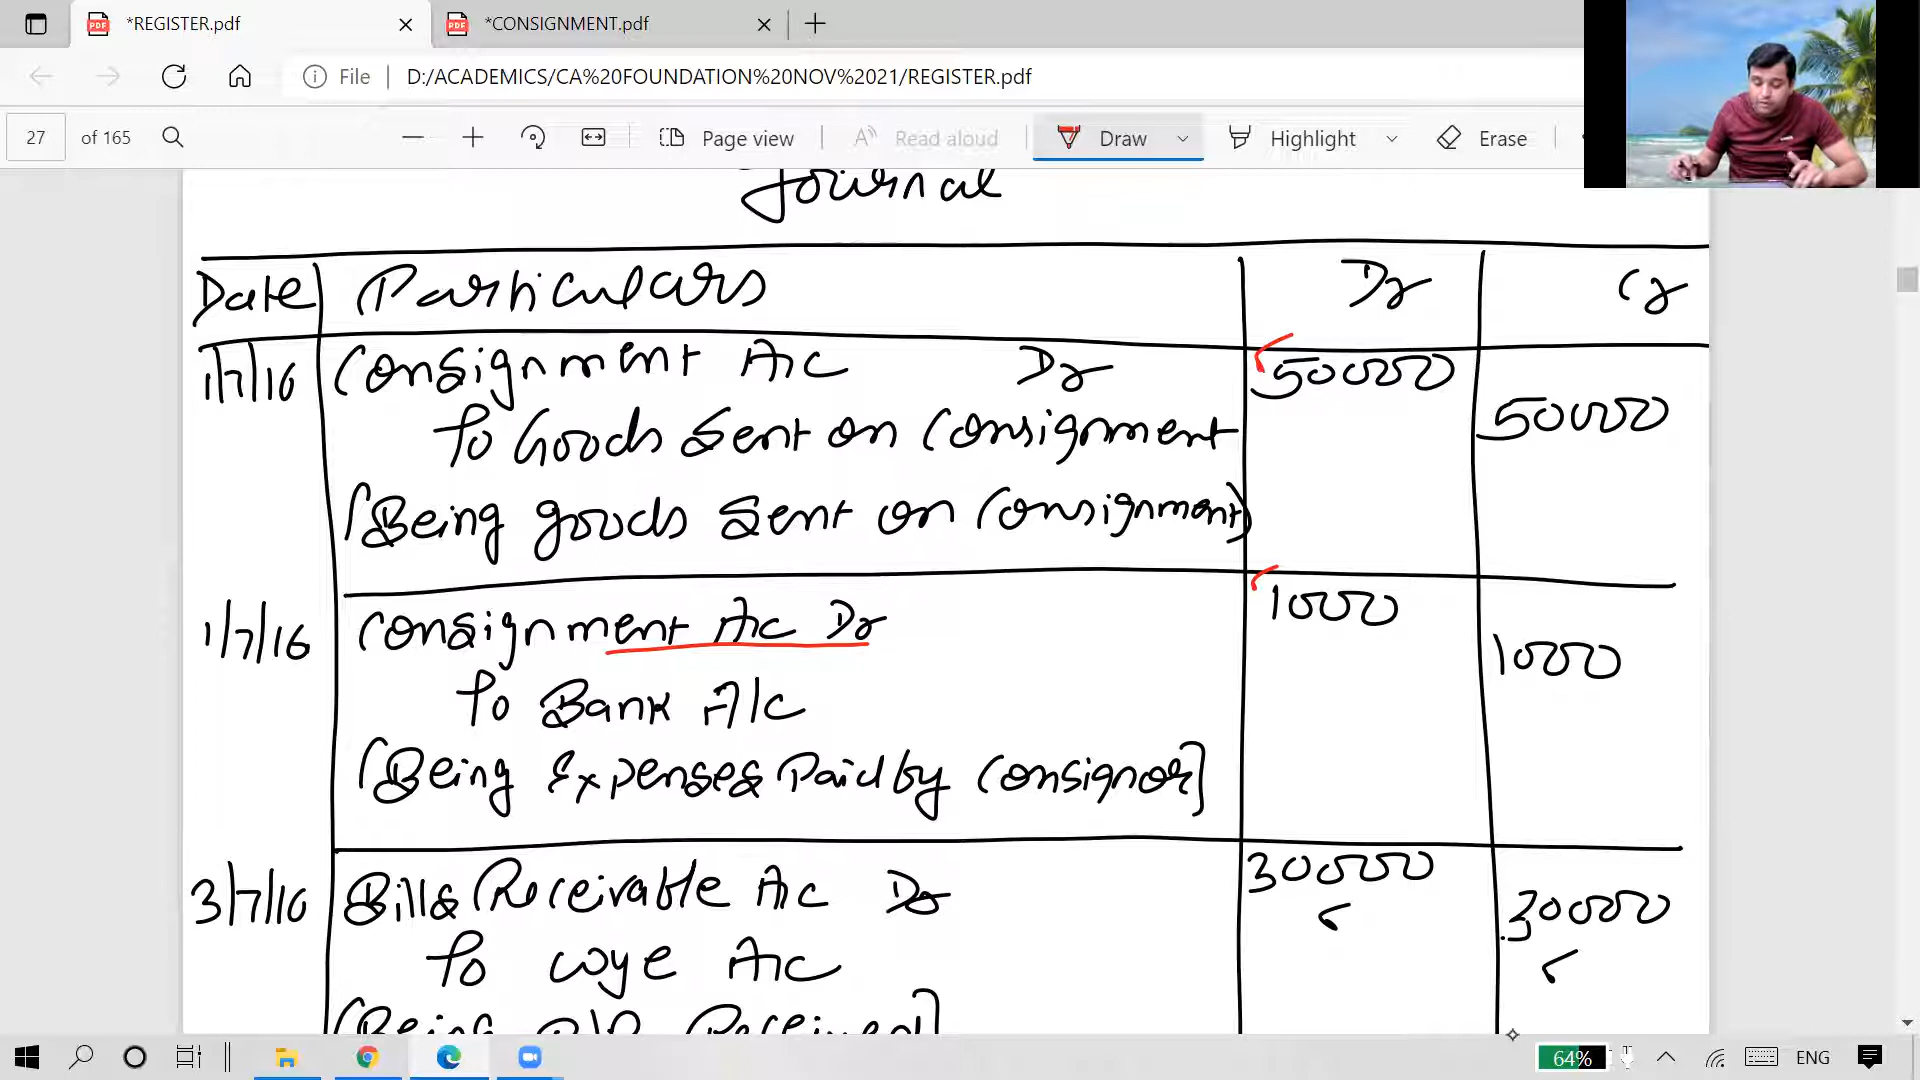 *REGISTER.pdf
*CONSIGNMENT.pdf
File D:/ACADEMICS/CA%20FOUNDATION%20NOV%2021/REGISTER.pdf
27 of 165 Page view Read aloud Draw Highlight Erase
Journal
Date Particulars Dr Cr
1/7/16 Consignment A/c Dr 50000
To Goods sent on Consignment 50000
(Being goods sent on Consignment)
1/7/16 Consignment A/c Dr 1000
To Bank A/c 1000
(Being Expenses Paid by Consignor]
3/7/16 Bills Receivable A/c Dr 30000
To Coye A/c 30000
(Being B/R Received]
64% ENG